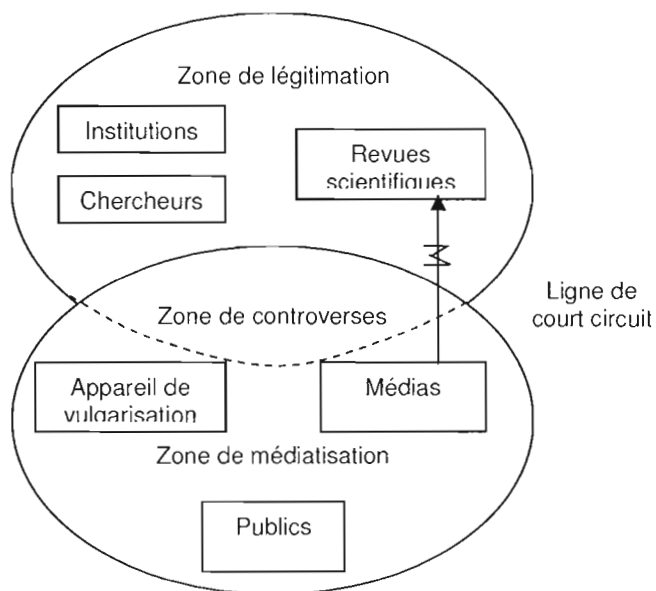 Zone de légitimation
Institutions
Revues
scientifiques
Chercheurs
Zone de controverses
Ligne de
court circuit
Appareil de
vulgarisation
Médias
Zone de médiatisation
Publics